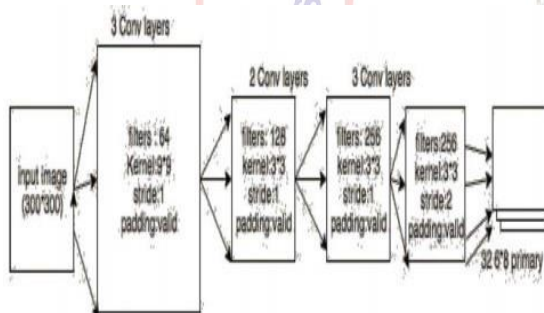 3 Conv layers
2 Conv layers
3 Conv layers
input image
(300*300)
filters : 64
Kernel:9*9
stride:1
padding:valid
filters: 128
kernel:3*3
stride:1
padding:valid
filters: 256
kernel:3*3
stride:1
padding:valid
filters:256
kernel:3*3
stride:2
padding:valid
32 6*8 primary